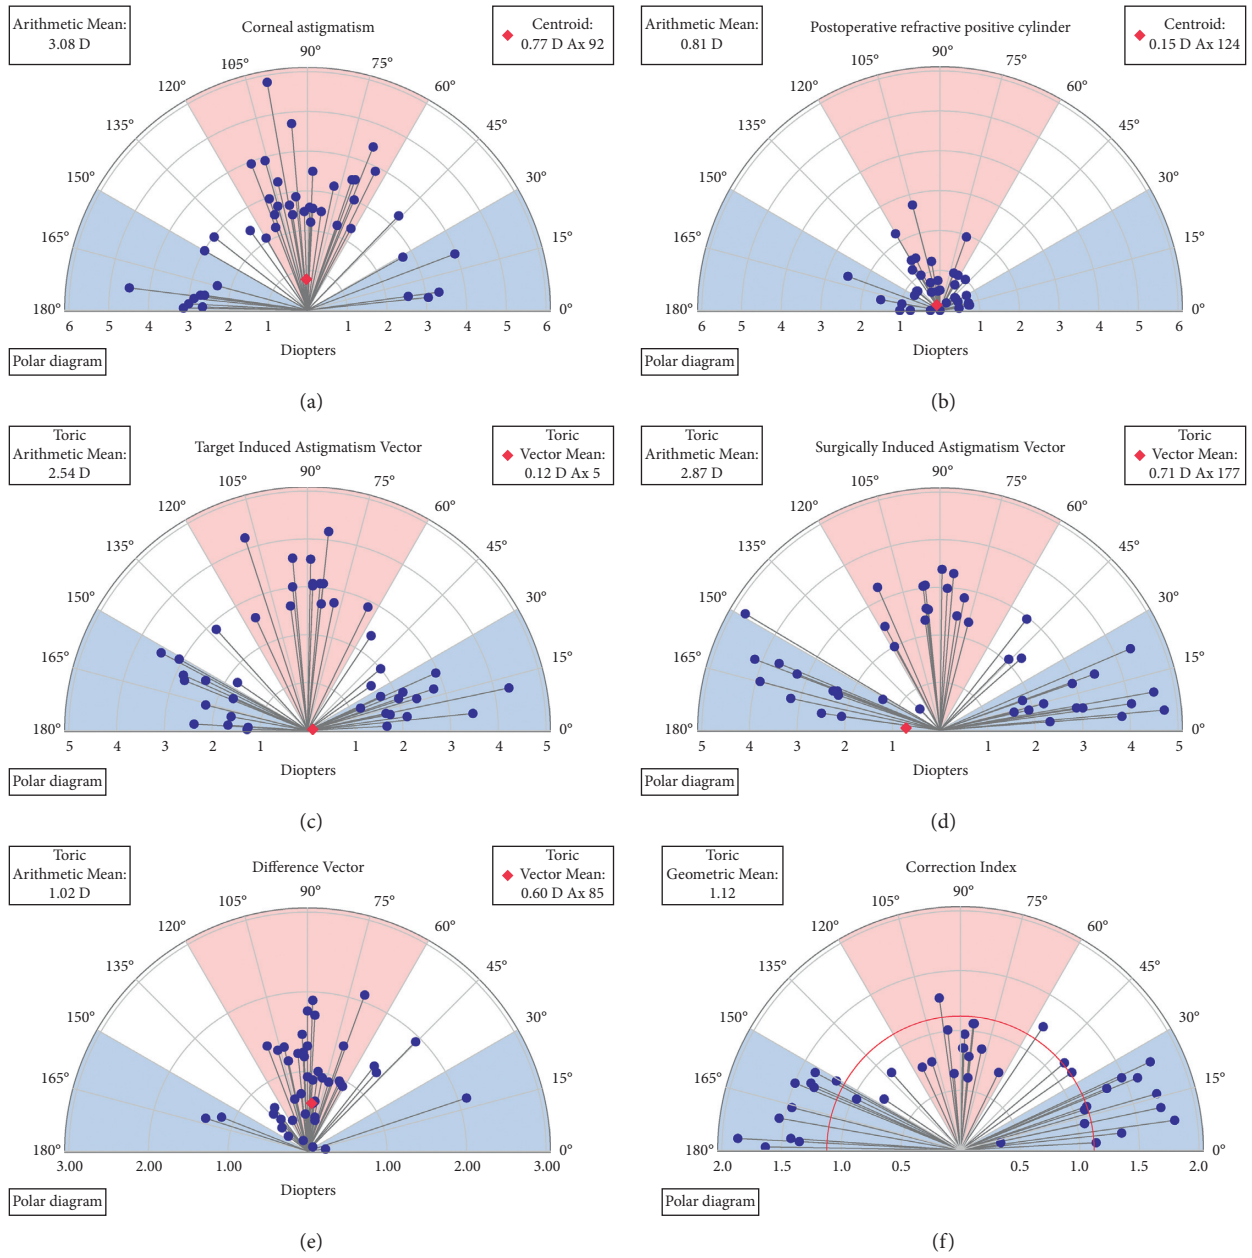 Arithmetic Mean:
3.08 D
Corneal astigmatism
Centroid:
0.77 D Ax 92
90°
105°
75°
120°
60°
135°
45°
150°
30°
165°
15°
180°
0°
6 5 4 3 2 1 1 2 3 4 5 6
Diopters
Polar diagram
(a)
Arithmetic Mean:
0.81 D
Postoperative refractive positive cylinder
Centroid:
0.15 D Ax 124
90°
105°
75°
120°
60°
135°
45°
150°
30°
165°
15°
180°
0°
6 5 4 3 2 1 1 2 3 4 5 6
Diopters
Polar diagram
(b)
Toric
Arithmetic Mean:
2.54 D
Target Induced Astigmatism Vector
Toric
Vector Mean:
0.12 D Ax 5
90°
105°
75°
120°
60°
135°
45°
150°
30°
165°
15°
180°
0°
5 4 3 2 1 1 2 3 4 5
Diopters
Polar diagram
(c)
Toric
Arithmetic Mean:
2.87 D
Surgically Induced Astigmatism Vector
Toric
Vector Mean:
0.71 D Ax 177
90°
105°
75°
120°
60°
135°
45°
150°
30°
165°
15°
180°
0°
5 4 3 2 1 1 2 3 4 5
Diopters
Polar diagram
(d)
Toric
Arithmetic Mean:
1.02 D
Difference Vector
Toric
Vector Mean:
0.60 D Ax 85
90°
105°
75°
120°
60°
135°
45°
150°
30°
165°
15°
180°
0°
3.00 2.00 1.00 1.00 2.00 3.00
Diopters
Polar diagram
(e)
Toric
Geometric Mean:
1.12
Correction Index
90°
105°
75°
120°
60°
135°
45°
150°
30°
165°
15°
180°
0°
2.0 1.5 1.0 0.5 0.5 1.0 1.5 2.0
Polar diagram
(f)